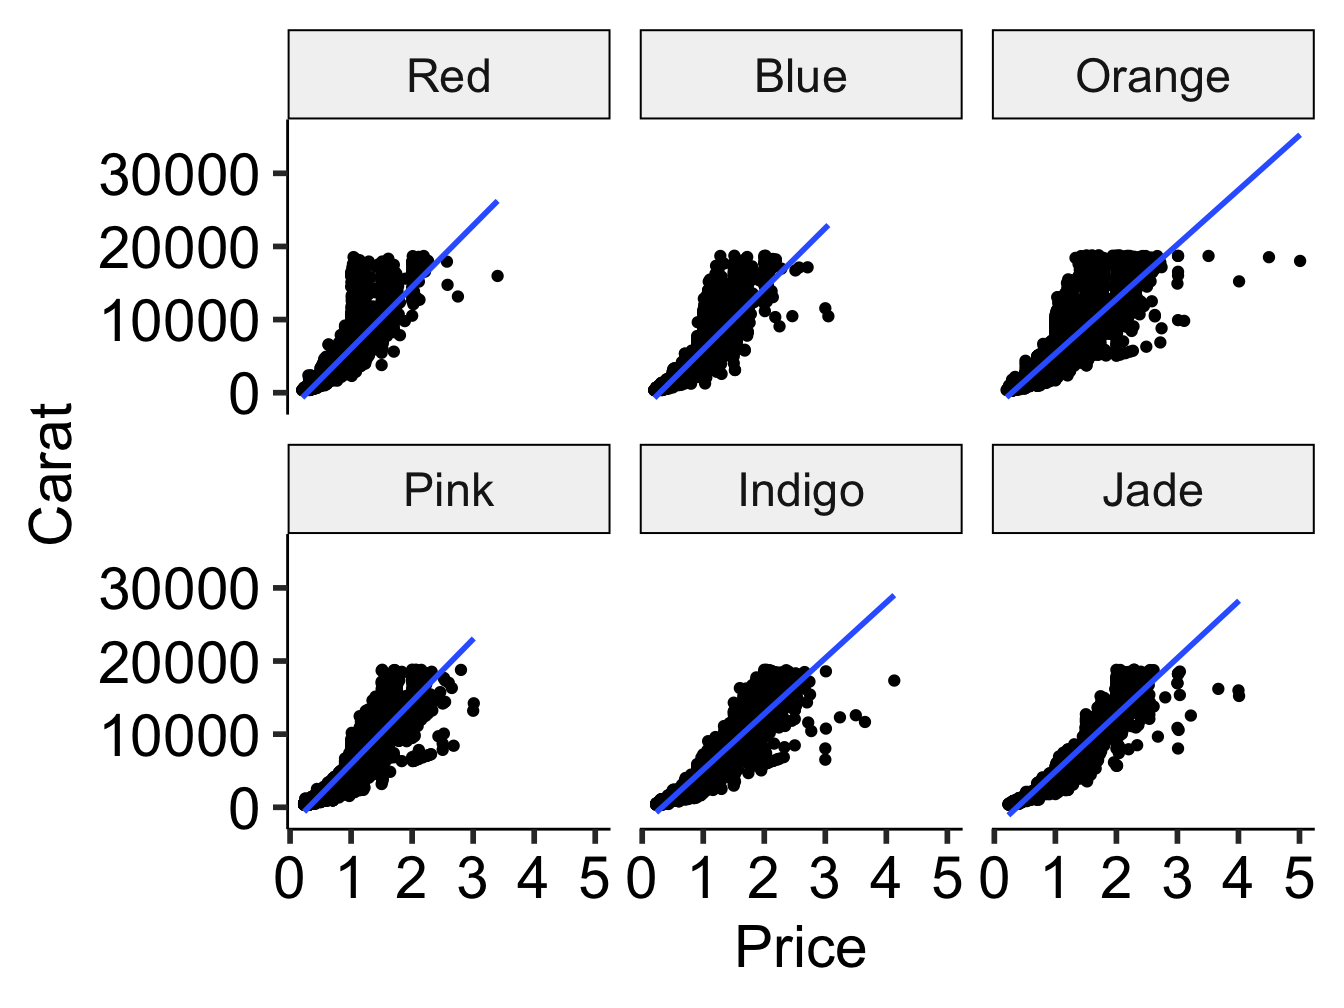 Red
Blue
Orange
30000
20000
10000
0
Carat
Pink
Indigo
Jade
30000
20000
10000
0
0 1 2 3 4 5 0 1 2 3 4 5 0 1 2 3 4 5
Price